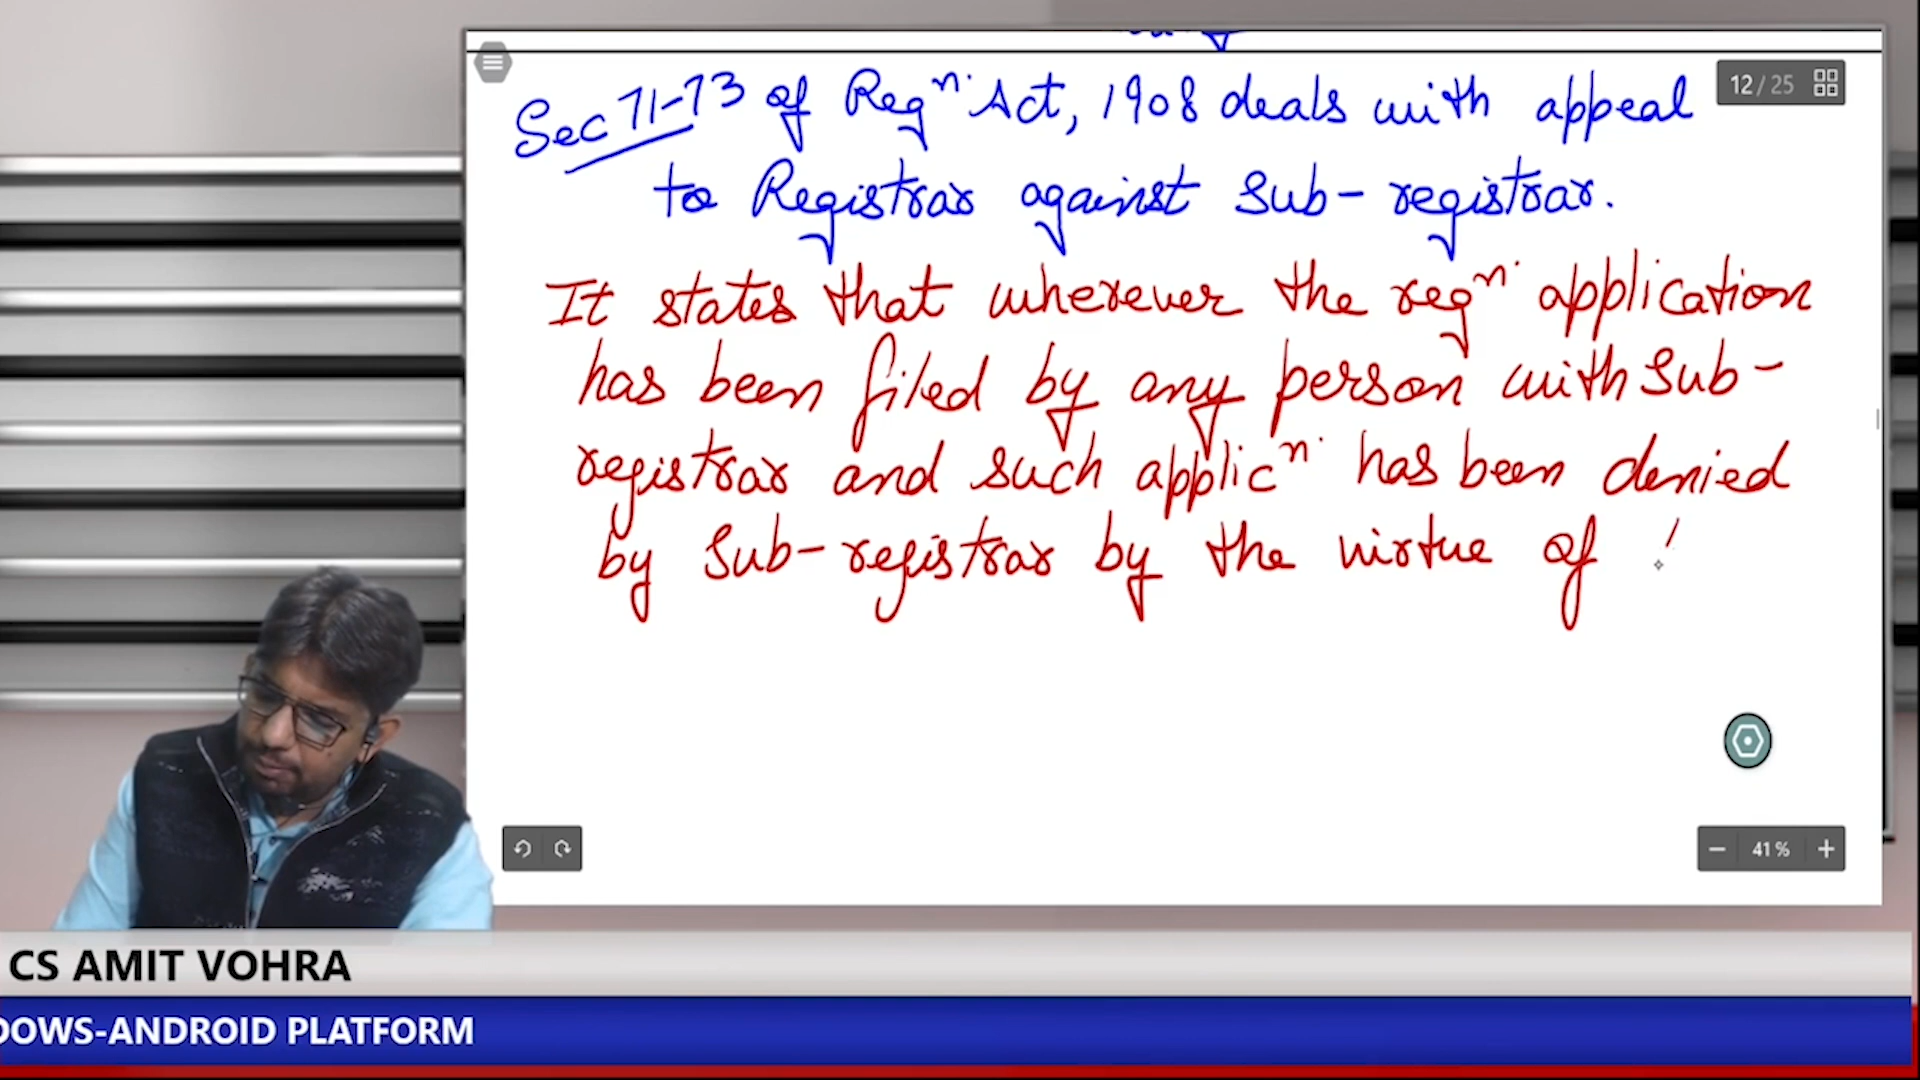 12 / 25
Sec 71-73 of Regⁿ· Act, 1908 deals with appeal
to Registrar against Sub-registrar.
It states that wherever the regⁿ· application
has been filed by any person with Sub-
registrar and such applicⁿ· has been denied
by Sub-registrar by the virtue of
41 %
CS AMIT VOHRA
DOWS-ANDROID PLATFORM